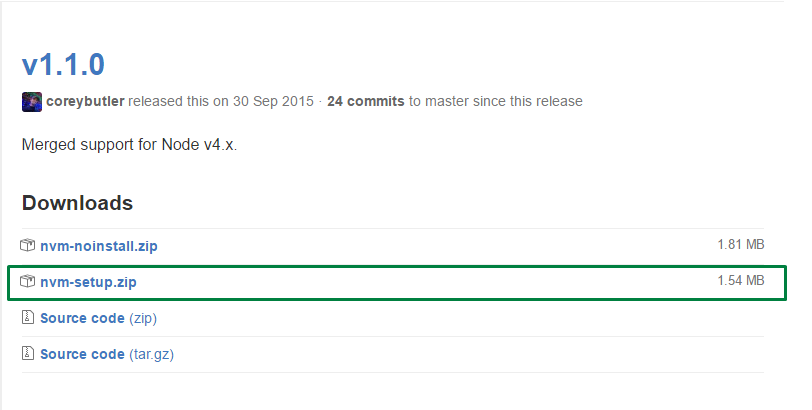 v1.1.0
coreybutler released this on 30 Sep 2015 · 24 commits to master since this release
Merged support for Node v4.x.
Downloads
nvm-noinstall.zip 1.81 MB
nvm-setup.zip 1.54 MB
Source code (zip)
Source code (tar.gz)